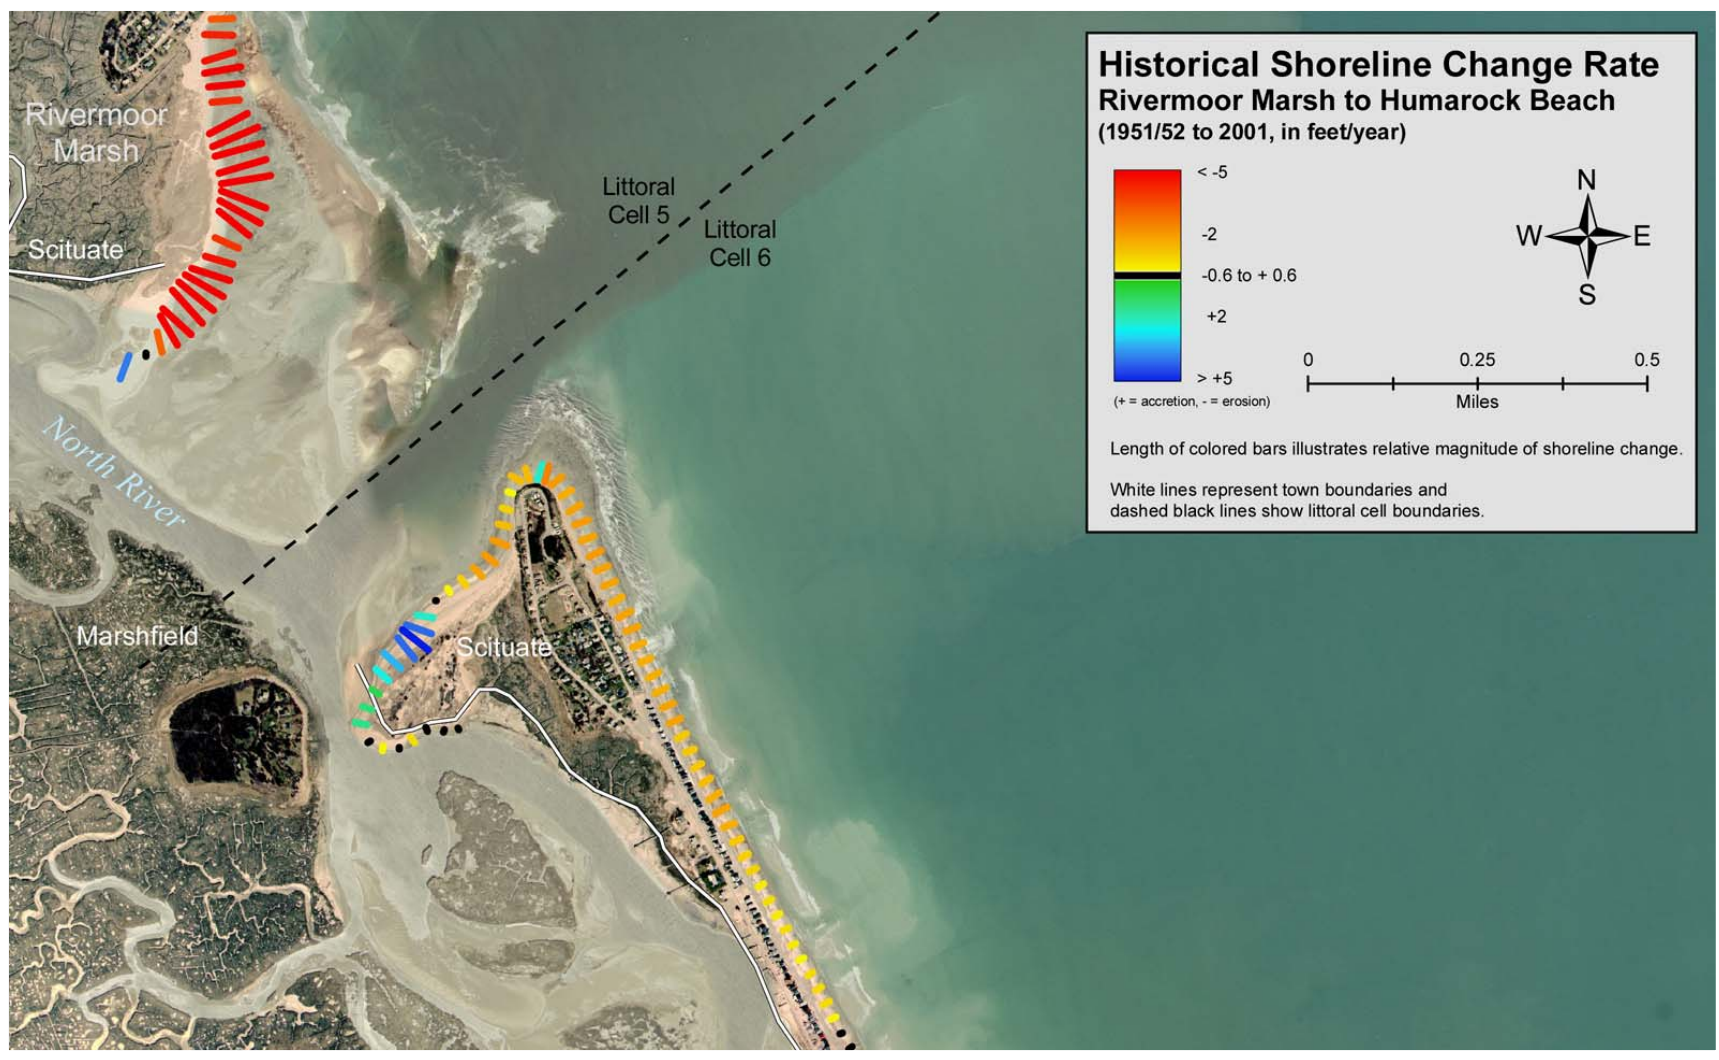 Historical Shoreline Change Rate
Rivermoor Marsh to Humarock Beach
(1951/52 to 2001, in feet/year)
< -5
-2
-0.6 to + 0.6
+2
> +5
(+ = accretion, - = erosion)
N
W E
S
0 0.25 0.5
Miles
Length of colored bars illustrates relative magnitude of shoreline change.
White lines represent town boundaries and
dashed black lines show littoral cell boundaries.
Rivermoor
Marsh
Scituate
Littoral
Cell 5
Littoral
Cell 6
North River
Marshfield
Scituate